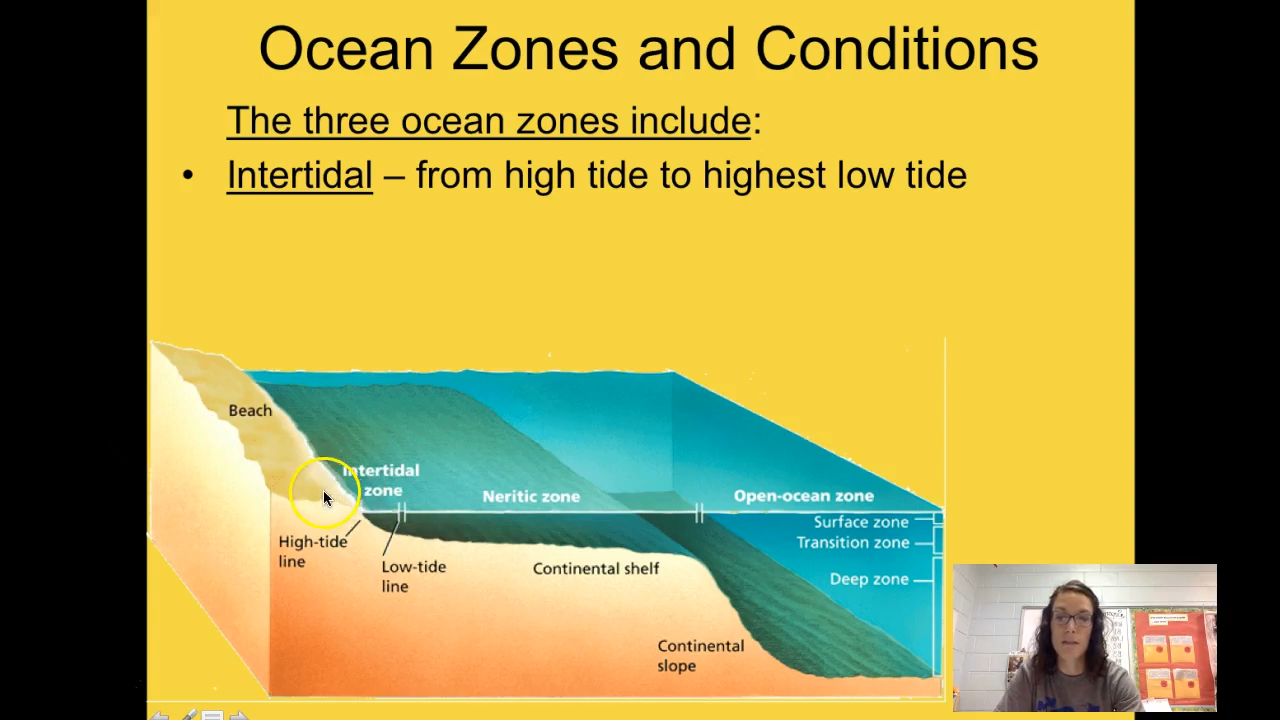 Ocean Zones and Conditions
The three ocean zones include:
• Intertidal – from high tide to highest low tide
Beach
Intertidal
zone
Neritic zone
Open-ocean zone
Surface zone
Transition zone
Deep zone
High-tide
line
Low-tide
line
Continental shelf
Continental
slope